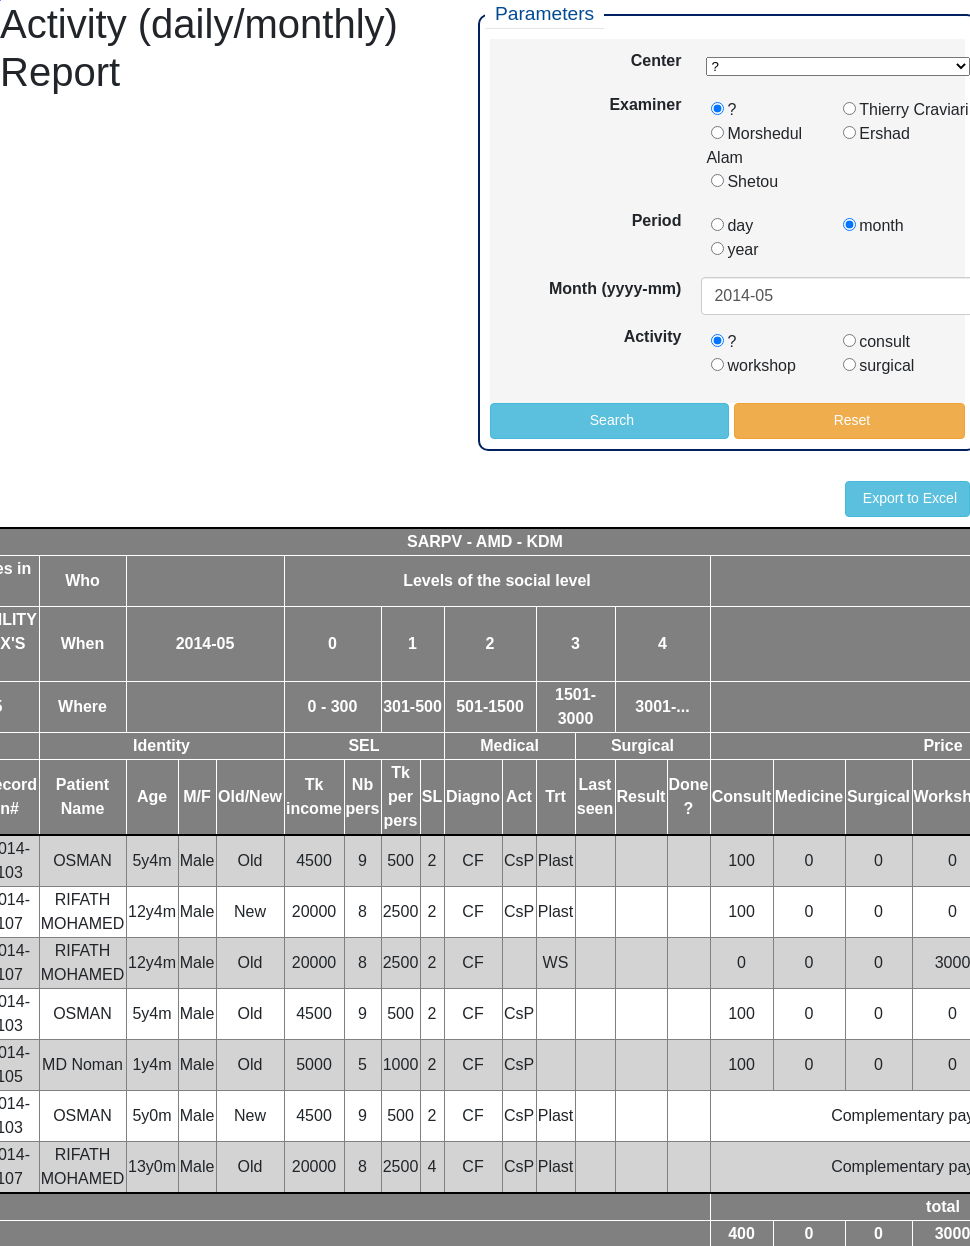 Activity (daily/monthly)
Report
Parameters
Center ?
Examiner ? Thierry Craviari
Morshedul Alam Ershad
Shetou
Period day month
year
Month (yyyy-mm) 2014-05
Activity ? consult
workshop surgical
Search Reset
Export to Excel
SARPV - AMD - KDM
es in Who Levels of the social level
ILITY
X'S When 2014-05 0 1 2 3 4
Where 0 - 300 301-500 501-1500 1501-3000 3001-...
Identity SEL Medical Surgical Price
ecord n# Patient Name Age M/F Old/New Tk income Nb pers Tk per pers SL Diagno Act Trt Last seen Result Done ? Consult Medicine Surgical Worksh
014-103 OSMAN 5y4m Male Old 4500 9 500 2 CF CsP Plast 100 0 0 0
014-107 RIFATH MOHAMED 12y4m Male New 20000 8 2500 2 CF CsP Plast 100 0 0 0
014-107 RIFATH MOHAMED 12y4m Male Old 20000 8 2500 2 CF WS 0 0 0 3000
014-103 OSMAN 5y4m Male Old 4500 9 500 2 CF CsP 100 0 0 0
014-105 MD Noman 1y4m Male Old 5000 5 1000 2 CF CsP 100 0 0 0
014-103 OSMAN 5y0m Male New 4500 9 500 2 CF CsP Plast Complementary pay
014-107 RIFATH MOHAMED 13y0m Male Old 20000 8 2500 4 CF CsP Plast Complementary pay
total
400 0 0 3000